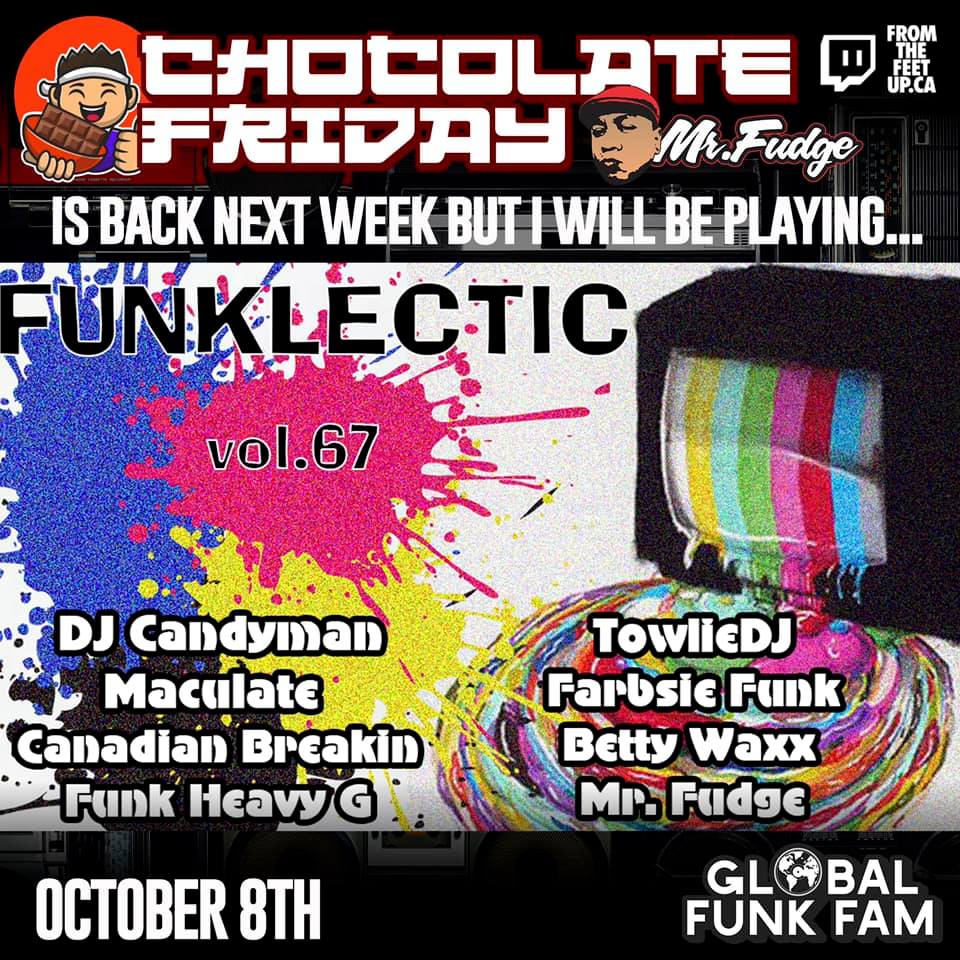 CHOCOLATE
FRIDAY
Mr.Fudge
FROM
THE
FEET
UP.CA
IS BACK NEXT WEEK BUT I WILL BE PLAYING...
FUNKLECTIC
vol.67
DJ Candyman
Maculate
Canadian Breakin
Funk Heavy G
TowlieDJ
Farbsie Funk
Betty Waxx
Mr. Fudge
OCTOBER 8TH
GLOBAL
FUNK FAM